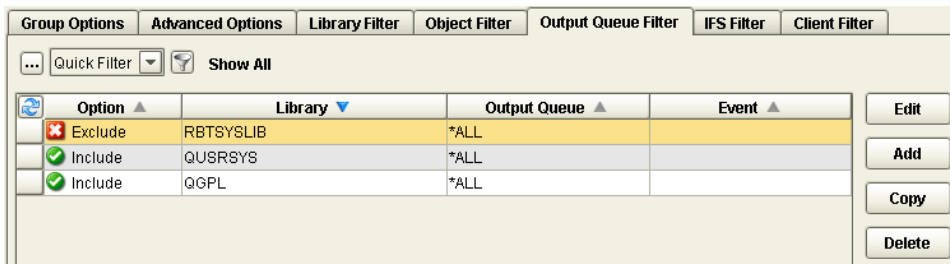 Group Options Advanced Options Library Filter Object Filter Output Queue Filter IFS Filter Client Filter
... Quick Filter Show All
Option Library Output Queue Event
Exclude RBTSYSLIB *ALL
Include QUSRSYS *ALL
Include QGPL *ALL
Edit
Add
Copy
Delete